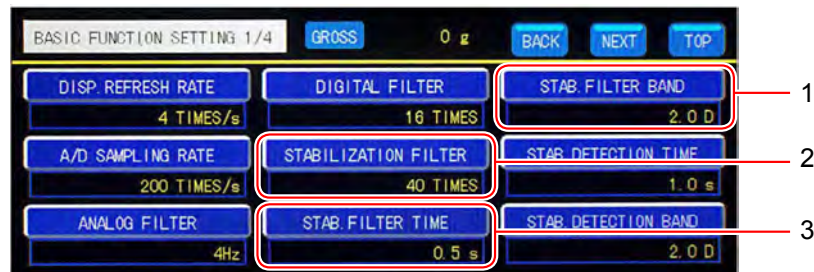 BASIC FUNCTION SETTING 1/4 GROSS 0 g BACK NEXT TOP
DISP. REFRESH RATE DIGITAL FILTER STAB. FILTER BAND 1
4 TIMES/s 16 TIMES 2.0 D
A/D SAMPLING RATE STABILIZATION FILTER STAB. DETECTION TIME 2
200 TIMES/s 40 TIMES 1.0 s
ANALOG FILTER STAB. FILTER TIME STAB. DETECTION BAND 3
4Hz 0.5 s 2.0 D